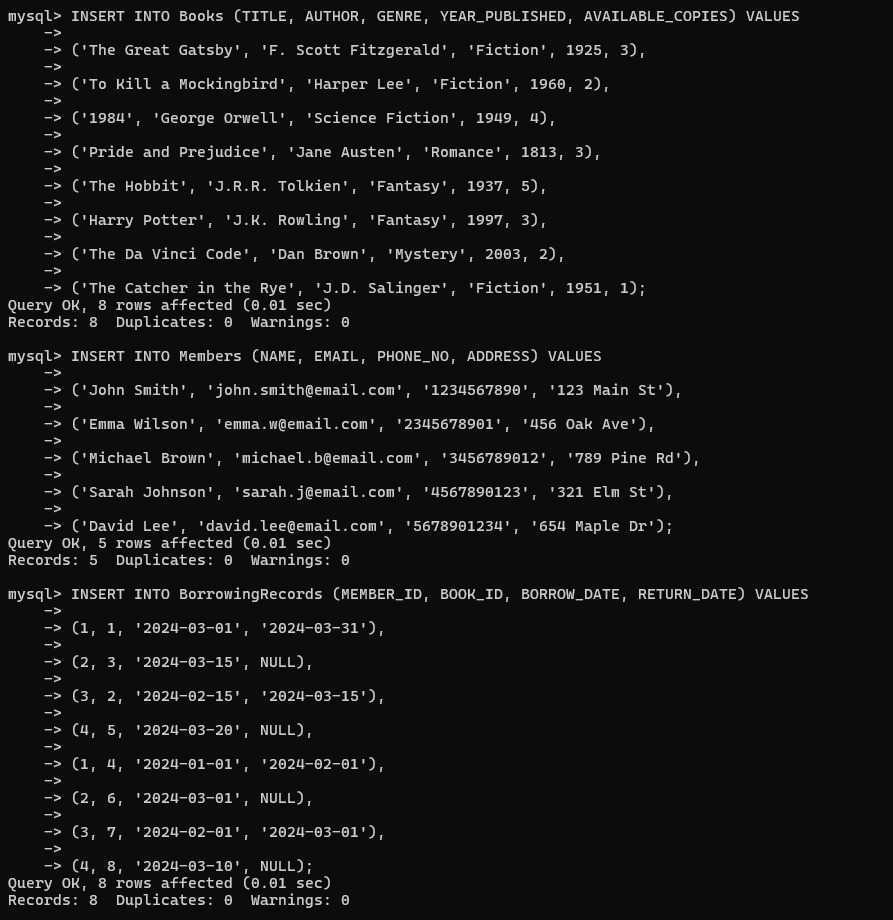 mysql> INSERT INTO Books (TITLE, AUTHOR, GENRE, YEAR_PUBLISHED, AVAILABLE_COPIES) VALUES
    ->
    -> ('The Great Gatsby', 'F. Scott Fitzgerald', 'Fiction', 1925, 3),
    ->
    -> ('To Kill a Mockingbird', 'Harper Lee', 'Fiction', 1960, 2),
    ->
    -> ('1984', 'George Orwell', 'Science Fiction', 1949, 4),
    ->
    -> ('Pride and Prejudice', 'Jane Austen', 'Romance', 1813, 3),
    ->
    -> ('The Hobbit', 'J.R.R. Tolkien', 'Fantasy', 1937, 5),
    ->
    -> ('Harry Potter', 'J.K. Rowling', 'Fantasy', 1997, 3),
    ->
    -> ('The Da Vinci Code', 'Dan Brown', 'Mystery', 2003, 2),
    ->
    -> ('The Catcher in the Rye', 'J.D. Salinger', 'Fiction', 1951, 1);
Query OK, 8 rows affected (0.01 sec)
Records: 8  Duplicates: 0  Warnings: 0

mysql> INSERT INTO Members (NAME, EMAIL, PHONE_NO, ADDRESS) VALUES
    ->
    -> ('John Smith', 'john.smith@email.com', '1234567890', '123 Main St'),
    ->
    -> ('Emma Wilson', 'emma.w@email.com', '2345678901', '456 Oak Ave'),
    ->
    -> ('Michael Brown', 'michael.b@email.com', '3456789012', '789 Pine Rd'),
    ->
    -> ('Sarah Johnson', 'sarah.j@email.com', '4567890123', '321 Elm St'),
    ->
    -> ('David Lee', 'david.lee@email.com', '5678901234', '654 Maple Dr');
Query OK, 5 rows affected (0.01 sec)
Records: 5  Duplicates: 0  Warnings: 0

mysql> INSERT INTO BorrowingRecords (MEMBER_ID, BOOK_ID, BORROW_DATE, RETURN_DATE) VALUES
    ->
    -> (1, 1, '2024-03-01', '2024-03-31'),
    ->
    -> (2, 3, '2024-03-15', NULL),
    ->
    -> (3, 2, '2024-02-15', '2024-03-15'),
    ->
    -> (4, 5, '2024-03-20', NULL),
    ->
    -> (1, 4, '2024-01-01', '2024-02-01'),
    ->
    -> (2, 6, '2024-03-01', NULL),
    ->
    -> (3, 7, '2024-02-01', '2024-03-01'),
    ->
    -> (4, 8, '2024-03-10', NULL);
Query OK, 8 rows affected (0.01 sec)
Records: 8  Duplicates: 0  Warnings: 0